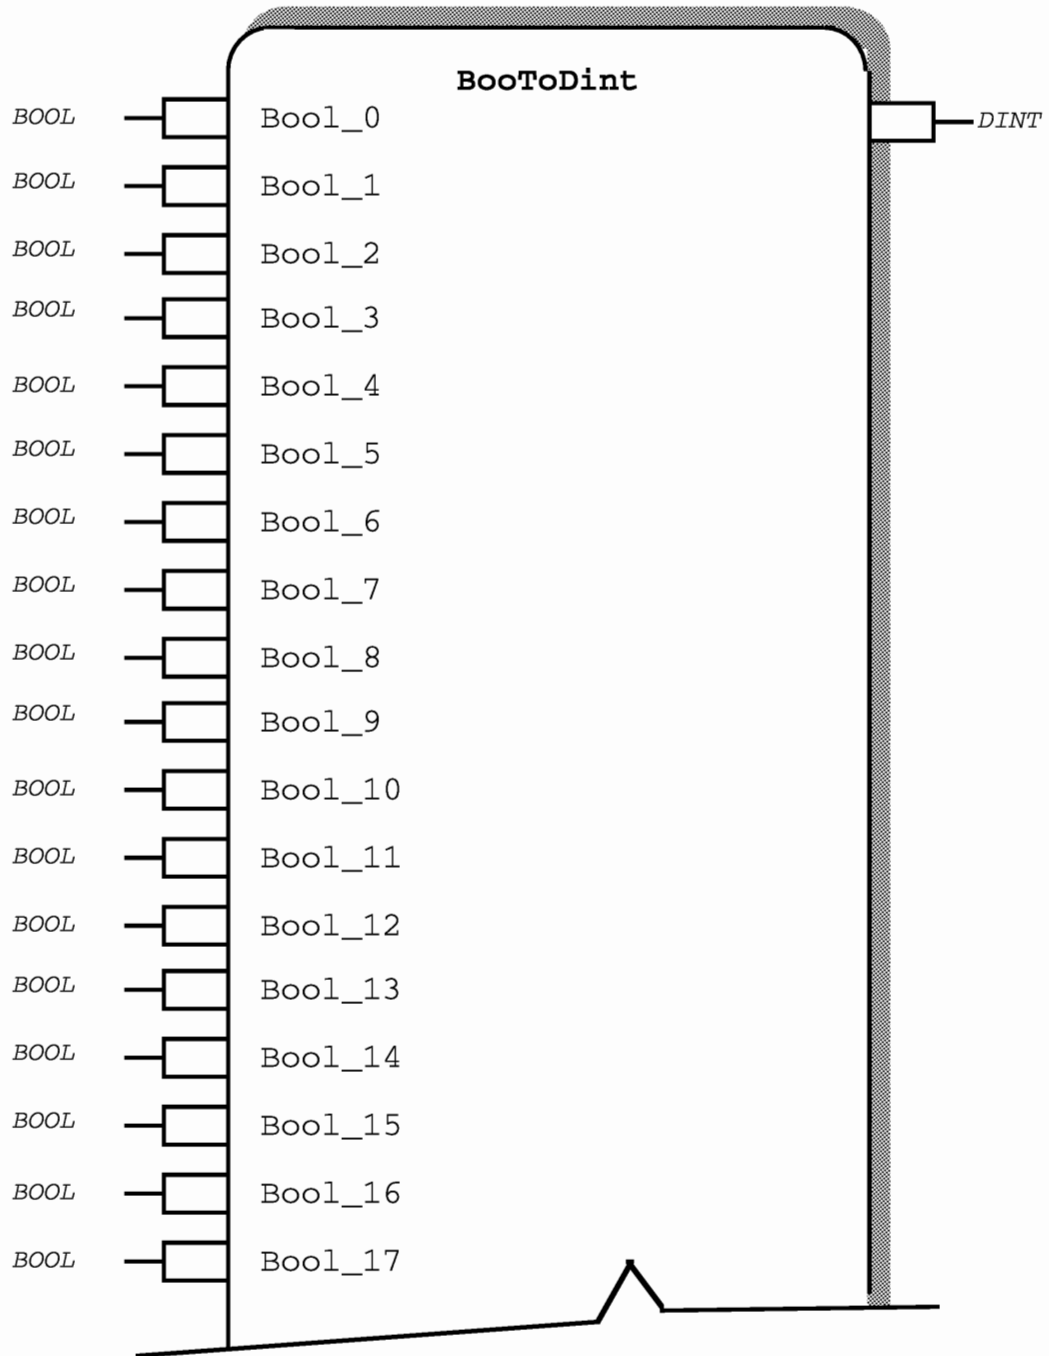 BooToDint
BOOL Bool_0 DINT
BOOL Bool_1
BOOL Bool_2
BOOL Bool_3
BOOL Bool_4
BOOL Bool_5
BOOL Bool_6
BOOL Bool_7
BOOL Bool_8
BOOL Bool_9
BOOL Bool_10
BOOL Bool_11
BOOL Bool_12
BOOL Bool_13
BOOL Bool_14
BOOL Bool_15
BOOL Bool_16
BOOL Bool_17